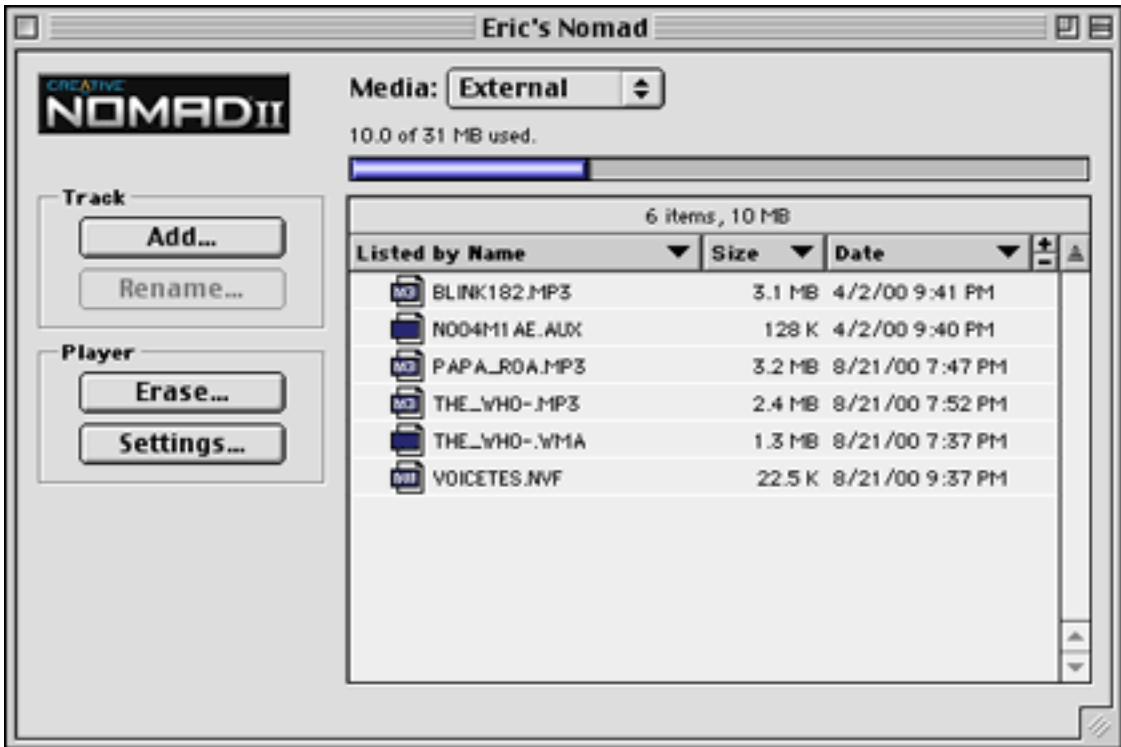 Eric's Nomad
CREATIVE
NOMAD II
Media: External
10.0 of 31 MB used.
Track
Add...
Rename...
Player
Erase...
Settings...
6 items, 10 MB
Listed by Name Size Date
BLINK182.MP3 3.1 MB 4/2/00 9:41 PM
NO04M1AE.AUX 128 K 4/2/00 9:40 PM
PAPA_ROA.MP3 3.2 MB 8/21/00 7:47 PM
THE_WHO-.MP3 2.4 MB 8/21/00 7:52 PM
THE_WHO-.WMA 1.3 MB 8/21/00 7:37 PM
VOICETES.NVF 22.5 K 8/21/00 9:37 PM